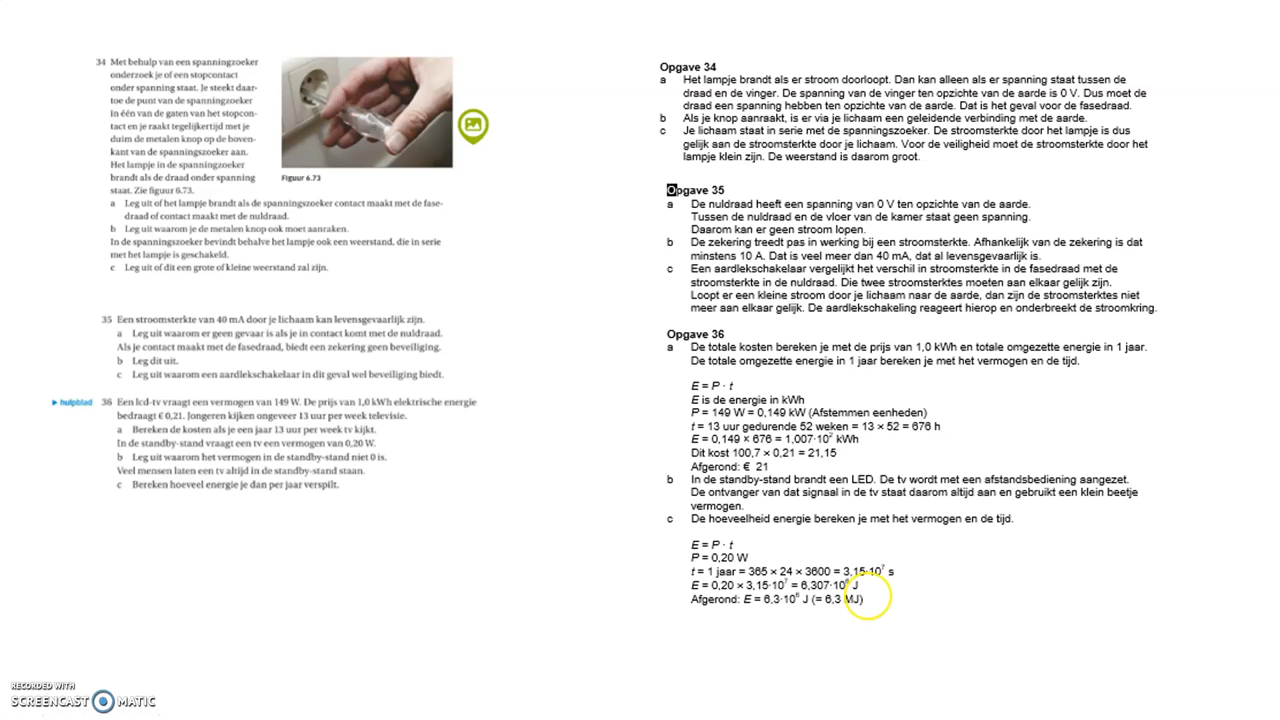 34 Met behulp van een spanningzoeker
onderzoek je of een stopcontact
onder spanning staat. Je steekt daar-
toe de punt van de spanningzoeker
in één van de gaten van het stopcon-
tact en je raakt tegelijkertijd met je
duim de metalen knop op de boven-
kant van de spanningszoeker aan.
Het lampje in de spanningzoeker
brandt als de draad onder spanning
staat. Zie figuur 6.73.
Figuur 6.73
a Leg uit of het lampje brandt als de spanningzoeker contact maakt met de fase-
draad of contact maakt met de nuldraad.
b Leg uit waarom je de metalen knop ook moet aanraken.
In de spanningzoeker bevindt behalve het lampje ook een weerstand, die in serie
met het lampje is geschakeld.
c Leg uit of dit een grote of kleine weerstand zal zijn.
35 Een stroomsterkte van 40 mA door je lichaam kan levensgevaarlijk zijn.
a Leg uit waarom er geen gevaar is als je in contact komt met de nuldraad.
Als je contact maakt met de fasedraad, biedt een zekering geen beveiliging.
b Leg dit uit.
c Leg uit waarom een aardlekschakelaar in dit geval wel beveiliging biedt.
▶ hulpblad 36 Een lcd-tv vraagt een vermogen van 149 W. De prijs van 1,0 kWh elektrische energie
bedraagt € 0,21. Jongeren kijken ongeveer 13 uur per week televisie.
a Bereken de kosten als je een jaar 13 uur per week tv kijkt.
In de standby-stand vraagt een tv een vermogen van 0,20 W.
b Leg uit waarom het vermogen in de standby-stand niet 0 is.
Veel mensen laten een tv altijd in de standby-stand staan.
c Bereken hoeveel energie je dan per jaar verspilt.
Opgave 34
a Het lampje brandt als er stroom doorloopt. Dan kan alleen als er spanning staat tussen de
draad en de vinger. De spanning van de vinger ten opzichte van de aarde is 0 V. Dus moet de
draad een spanning hebben ten opzichte van de aarde. Dat is het geval voor de fasedraad.
b Als je knop aanraakt, is er via je lichaam een geleidende verbinding met de aarde.
c Je lichaam staat in serie met de spanningszoeker. De stroomsterkte door het lampje is dus
gelijk aan de stroomsterkte door je lichaam. Voor de veiligheid moet de stroomsterkte door het
lampje klein zijn. De weerstand is daarom groot.
Opgave 35
a De nuldraad heeft een spanning van 0 V ten opzichte van de aarde.
Tussen de nuldraad en de vloer van de kamer staat geen spanning.
Daarom kan er geen stroom lopen.
b De zekering treedt pas in werking bij een stroomsterkte. Afhankelijk van de zekering is dat
minstens 10 A. Dat is veel meer dan 40 mA, dat al levensgevaarlijk is.
c Een aardlekschakelaar vergelijkt het verschil in stroomsterkte in de fasedraad met de
stroomsterkte in de nuldraad. Die twee stroomsterktes moeten aan elkaar gelijk zijn.
Loopt er een kleine stroom door je lichaam naar de aarde, dan zijn de stroomsterktes niet
meer aan elkaar gelijk. De aardlekschakeling reageert hierop en onderbreekt de stroomkring.
Opgave 36
a De totale kosten bereken je met de prijs van 1,0 kWh en totale omgezette energie in 1 jaar.
De totale omgezette energie in 1 jaar bereken je met het vermogen en de tijd.
E = P · t
E is de energie in kWh
P = 149 W = 0,149 kW (Afstemmen eenheden)
t = 13 uur gedurende 52 weken = 13 × 52 = 676 h
E = 0,149 × 676 = 1,007·10² kWh
Dit kost 100,7 × 0,21 = 21,15
Afgerond: € 21
b In de standby-stand brandt een LED. De tv wordt met een afstandsbediening aangezet.
De ontvanger van dat signaal in de tv staat daarom altijd aan en gebruikt een klein beetje
vermogen.
c De hoeveelheid energie bereken je met het vermogen en de tijd.
E = P · t
P = 0,20 W
t = 1 jaar = 365 × 24 × 3600 = 3,15·10⁷ s
E = 0,20 × 3,15·10⁷ = 6,307·10⁶ J
Afgerond: E = 6,3·10⁶ J (= 6,3 MJ)
RECORDED WITH
SCREENCAST MATIC